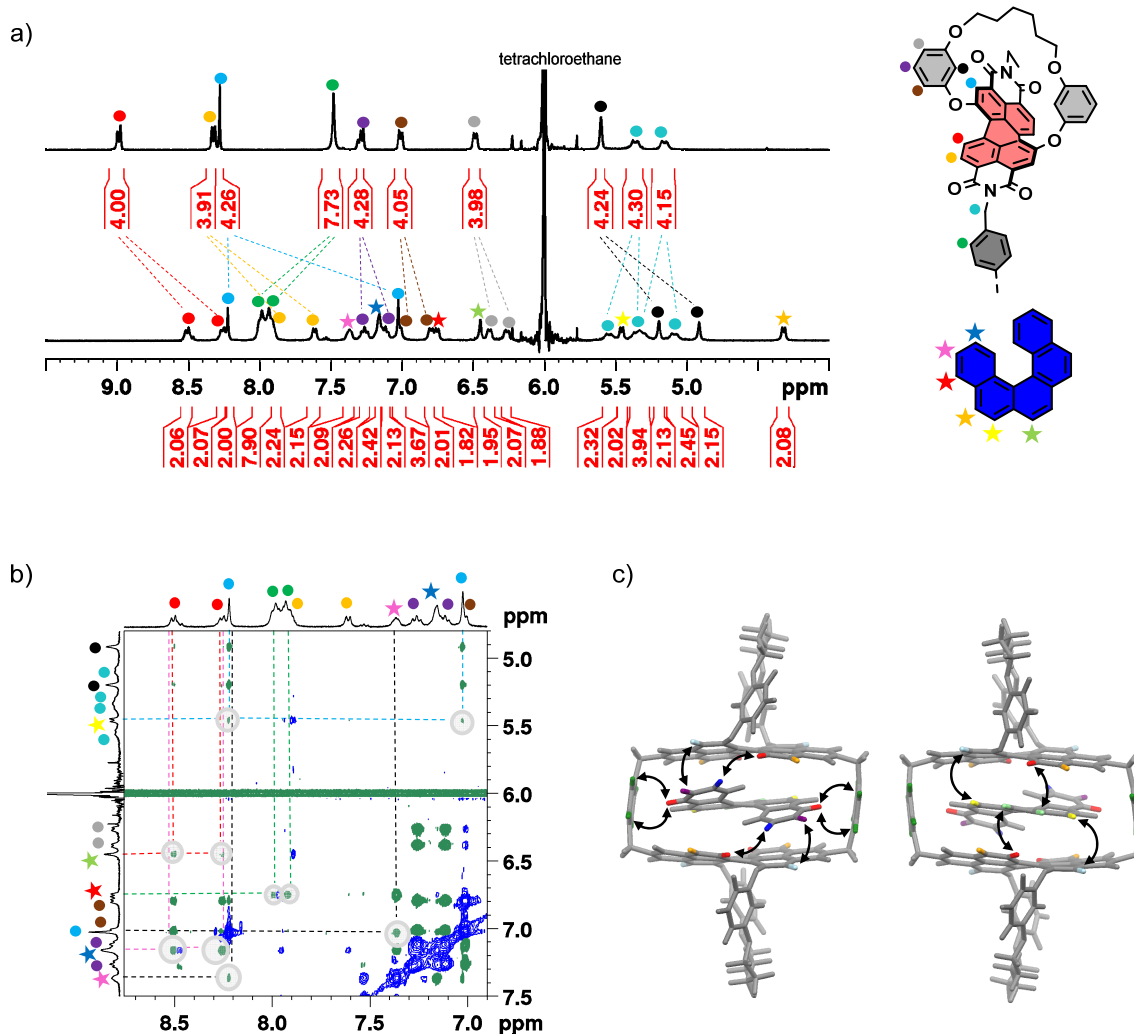 a)
tetrachloroethane
4.00
3.91
4.26
7.73
4.28
4.05
3.98
4.24
4.30
4.15
9.0 8.5 8.0 7.5 7.0 6.5 6.0 5.5 5.0 ppm
2.06
2.07
2.00
7.90
2.24
2.15
2.09
2.26
2.42
2.13
3.67
2.01
1.82
1.95
2.07
1.88
2.32
2.02
3.94
2.13
2.45
2.15
2.08
O
O
O
N
O
O
O
O
N
O
I
b)
ppm
5.0
5.5
6.0
6.5
7.0
7.5
8.5 8.0 7.5 7.0
ppm
c)